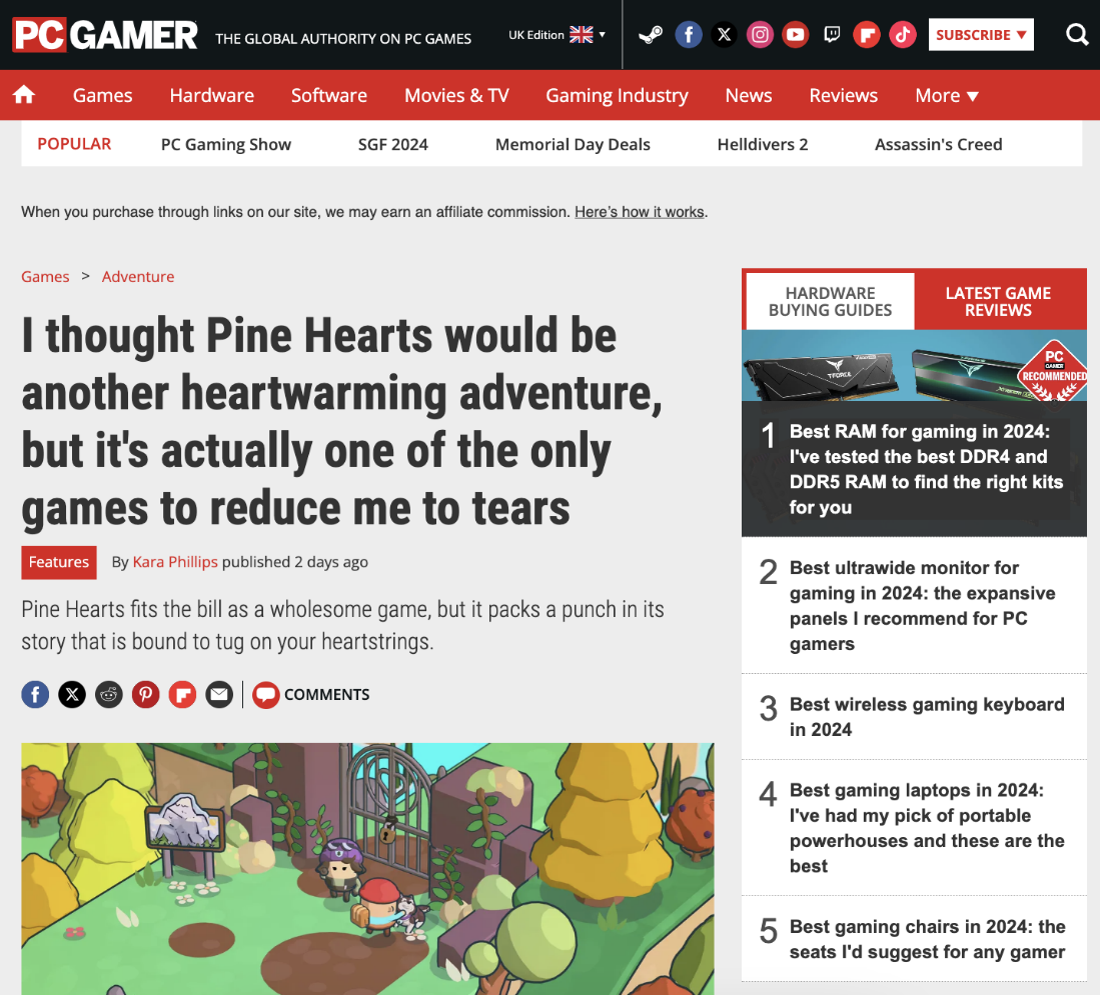 PC GAMER THE GLOBAL AUTHORITY ON PC GAMES UK Edition SUBSCRIBE
Games Hardware Software Movies & TV Gaming Industry News Reviews More
POPULAR PC Gaming Show SGF 2024 Memorial Day Deals Helldivers 2 Assassin's Creed
When you purchase through links on our site, we may earn an affiliate commission. Here's how it works.
Games > Adventure
I thought Pine Hearts would be
another heartwarming adventure,
but it's actually one of the only
games to reduce me to tears
Features By Kara Phillips published 2 days ago
Pine Hearts fits the bill as a wholesome game, but it packs a punch in its
story that is bound to tug on your heartstrings.
COMMENTS
HARDWARE
BUYING GUIDES
LATEST GAME
REVIEWS
T-FORCE
PC
GAMER
RECOMMENDED
1 Best RAM for gaming in 2024:
I've tested the best DDR4 and
DDR5 RAM to find the right kits
for you
2 Best ultrawide monitor for
gaming in 2024: the expansive
panels I recommend for PC
gamers
3 Best wireless gaming keyboard
in 2024
4 Best gaming laptops in 2024:
I've had my pick of portable
powerhouses and these are the
best
5 Best gaming chairs in 2024: the
seats I'd suggest for any gamer